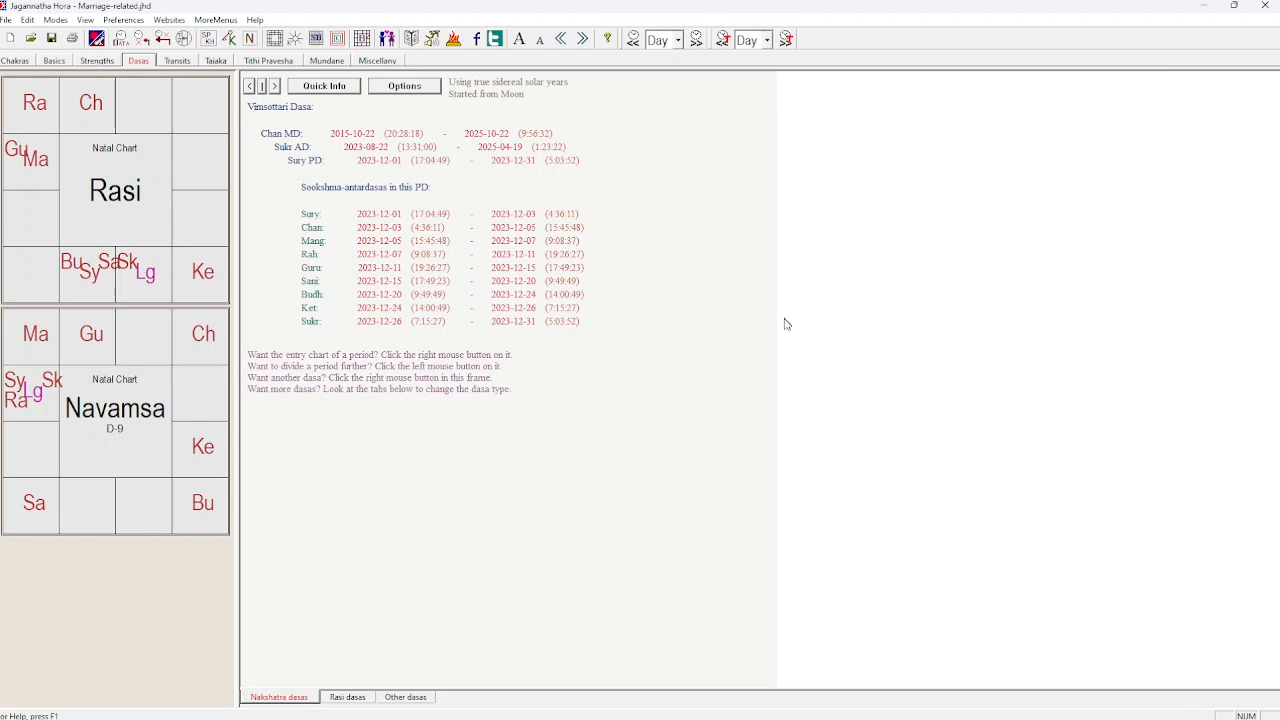 Jagannatha Hora - Marriage-related.jhd
File Edit Modes View Preferences Websites MoreMenus Help
Day Day
Chakras Basics Strengths Dasas Transits Tajaka Tithi Pravesha Mundane Miscellany
Ra Ch
Gu Ma
Natal Chart
Rasi
Bu Sy Sa Sk Lg Ke
Ma Gu Ch
Sy Sk Ra Lg
Natal Chart
Navamsa
D-9
Ke
Sa Bu
< | > Quick Info Options
Using true sidereal solar years
Started from Moon
Vimsottari Dasa:
Chan MD: 2015-10-22 (20:28:18) - 2025-10-22 (9:56:32)
Sukr AD: 2023-08-22 (13:31:00) - 2025-04-19 (1:23:22)
Sury PD: 2023-12-01 (17:04:49) - 2023-12-31 (5:03:52)
Sookshma-antardasas in this PD:
Sury: 2023-12-01 (17:04:49) - 2023-12-03 (4:36:11)
Chan: 2023-12-03 (4:36:11) - 2023-12-05 (15:45:48)
Mang: 2023-12-05 (15:45:48) - 2023-12-07 (9:08:37)
Rah: 2023-12-07 (9:08:37) - 2023-12-11 (19:26:27)
Guru: 2023-12-11 (19:26:27) - 2023-12-15 (17:49:23)
Sani: 2023-12-15 (17:49:23) - 2023-12-20 (9:49:49)
Budh: 2023-12-20 (9:49:49) - 2023-12-24 (14:00:49)
Ket: 2023-12-24 (14:00:49) - 2023-12-26 (7:15:27)
Sukr: 2023-12-26 (7:15:27) - 2023-12-31 (5:03:52)
Want the entry chart of a period? Click the right mouse button on it.
Want to divide a period further? Click the left mouse button on it.
Want another dasa? Click the right mouse button in this frame.
Want more dasas? Look at the tabs below to change the dasa type.
Nakshatra dasas Rasi dasas Other dasas
or Help, press F1
NUM